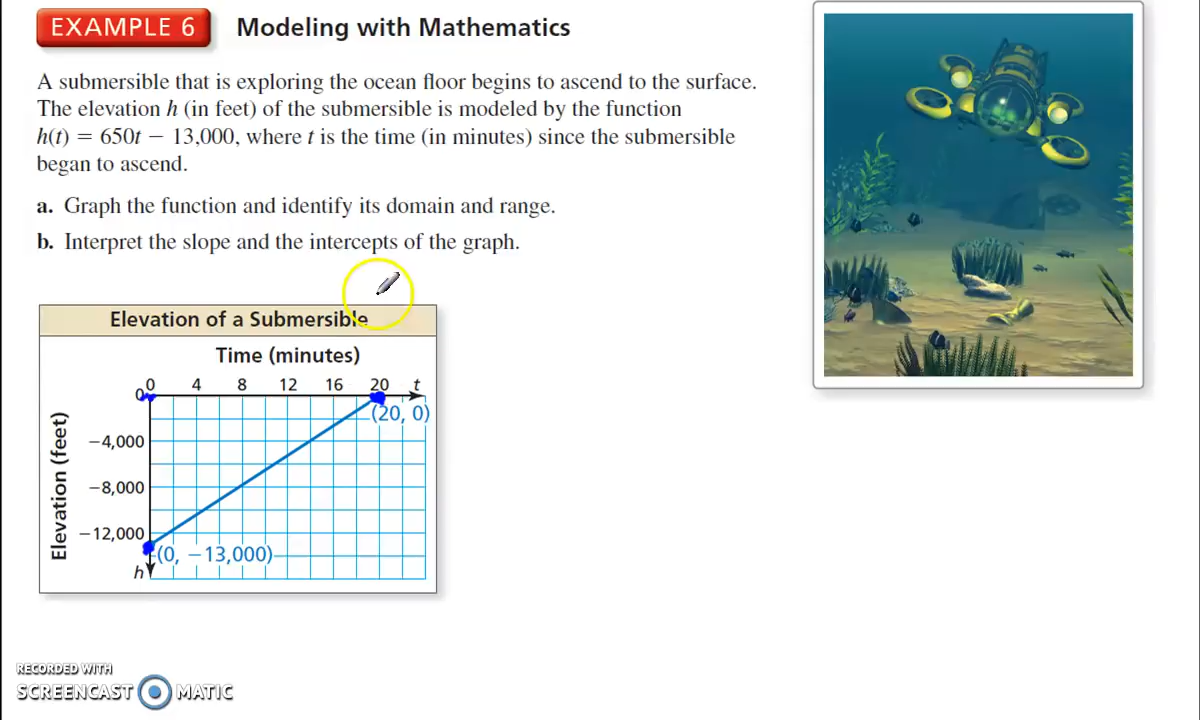 EXAMPLE 6 Modeling with Mathematics
A submersible that is exploring the ocean floor begins to ascend to the surface.
The elevation h (in feet) of the submersible is modeled by the function
h(t) = 650t − 13,000, where t is the time (in minutes) since the submersible
began to ascend.
a. Graph the function and identify its domain and range.
b. Interpret the slope and the intercepts of the graph.
Elevation of a Submersible
Time (minutes)
0 4 8 12 16 20 t
0
(20, 0)
Elevation (feet)
−4,000
−8,000
−12,000
(0, −13,000)
h
RECORDED WITH
SCREENCAST MATIC